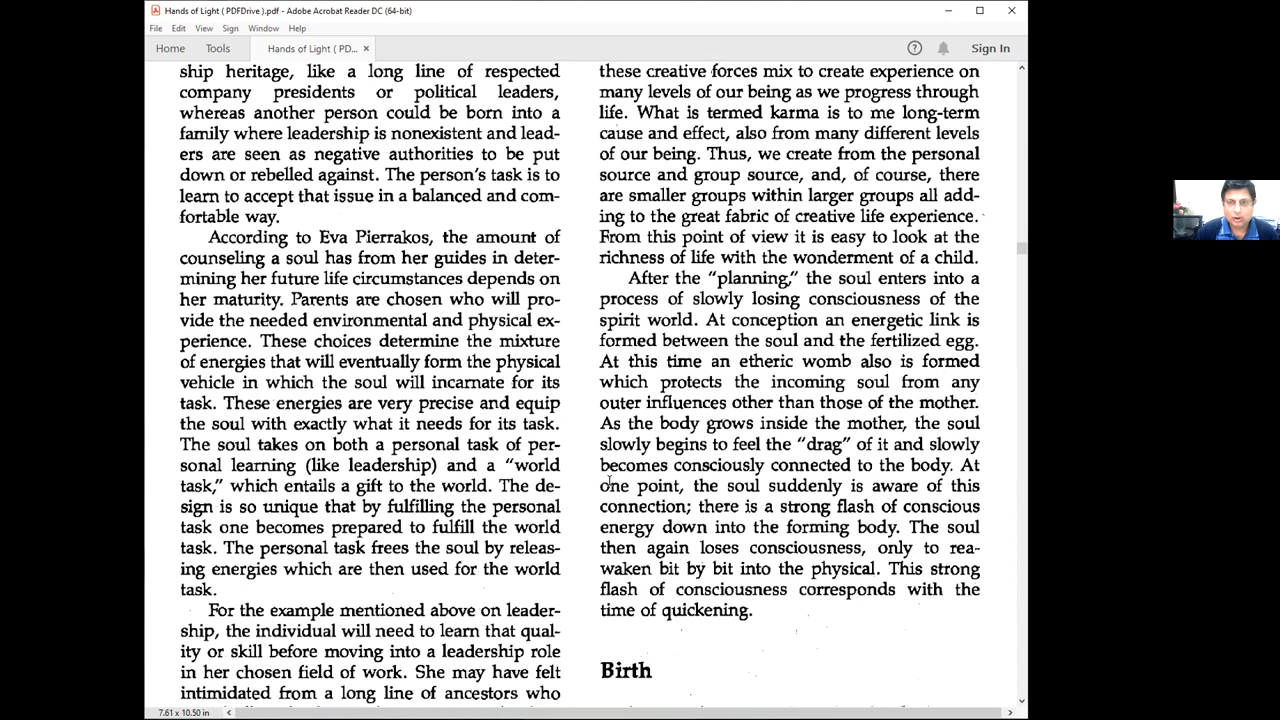 Hands of Light ( PDFDrive ).pdf - Adobe Acrobat Reader DC (64-bit)
File Edit View Sign Window Help
Home Tools Hands of Light ( PD... × Sign In
ship heritage, like a long line of respected
company presidents or political leaders,
whereas another person could be born into a
family where leadership is nonexistent and lead-
ers are seen as negative authorities to be put
down or rebelled against. The person's task is to
learn to accept that issue in a balanced and com-
fortable way.
According to Eva Pierrakos, the amount of
counseling a soul has from her guides in deter-
mining her future life circumstances depends on
her maturity. Parents are chosen who will pro-
vide the needed environmental and physical ex-
perience. These choices determine the mixture
of energies that will eventually form the physical
vehicle in which the soul will incarnate for its
task. These energies are very precise and equip
the soul with exactly what it needs for its task.
The soul takes on both a personal task of per-
sonal learning (like leadership) and a "world
task," which entails a gift to the world. The de-
sign is so unique that by fulfilling the personal
task one becomes prepared to fulfill the world
task. The personal task frees the soul by releas-
ing energies which are then used for the world
task.
For the example mentioned above on leader-
ship, the individual will need to learn that qual-
ity or skill before moving into a leadership role
in her chosen field of work. She may have felt
intimidated from a long line of ancestors who
these creative forces mix to create experience on
many levels of our being as we progress through
life. What is termed karma is to me long-term
cause and effect, also from many different levels
of our being. Thus, we create from the personal
source and group source, and, of course, there
are smaller groups within larger groups all add-
ing to the great fabric of creative life experience.
From this point of view it is easy to look at the
richness of life with the wonderment of a child.
After the "planning," the soul enters into a
process of slowly losing consciousness of the
spirit world. At conception an energetic link is
formed between the soul and the fertilized egg.
At this time an etheric womb also is formed
which protects the incoming soul from any
outer influences other than those of the mother.
As the body grows inside the mother, the soul
slowly begins to feel the "drag" of it and slowly
becomes consciously connected to the body. At
one point, the soul suddenly is aware of this
connection; there is a strong flash of conscious
energy down into the forming body. The soul
then again loses consciousness, only to rea-
waken bit by bit into the physical. This strong
flash of consciousness corresponds with the
time of quickening.
Birth
7.61 x 10.50 in